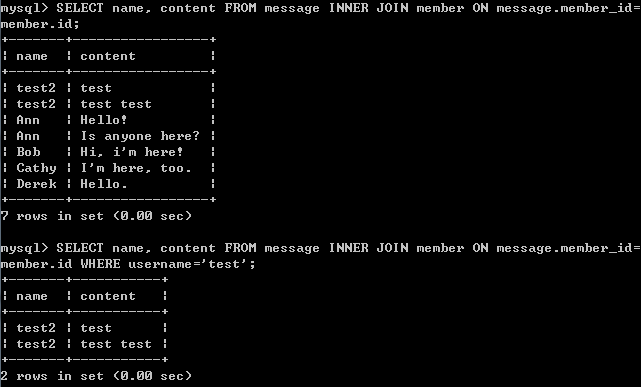 mysql> SELECT name, content FROM message INNER JOIN member ON message.member_id=
member.id;
+-------+-----------------+
| name  | content         |
+-------+-----------------+
| test2 | test            |
| test2 | test test       |
| Ann   | Hello!          |
| Ann   | Is anyone here? |
| Bob   | Hi, i'm here!   |
| Cathy | I'm here, too.  |
| Derek | Hello.          |
+-------+-----------------+
7 rows in set (0.00 sec)

mysql> SELECT name, content FROM message INNER JOIN member ON message.member_id=
member.id WHERE username='test';
+-------+-----------+
| name  | content   |
+-------+-----------+
| test2 | test      |
| test2 | test test |
+-------+-----------+
2 rows in set (0.00 sec)